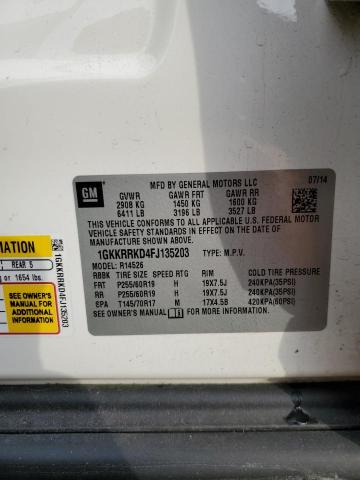 GM
MFD BY GENERAL MOTORS LLC 07/14
GVWR GAWR FRT GAWR RR
2908 KG 1450 KG 1600 KG
6411 LB 3196 LB 3527 LB
THIS VEHICLE CONFORMS TO ALL APPLICABLE U.S. FEDERAL MOTOR
VEHICLE SAFETY STANDARDS IN EFFECT ON THE DATE OF
MANUFACTURE SHOWN ABOVE.
1GKKRRKD4FJ135203 TYPE: M.P.V.
MODEL: R14526
RBBK TIRE SIZE SPEED RTG RIM COLD TIRE PRESSURE
FRT P255/60R19 H 19X7.5J 240KPA(35PSI)
RR P255/60R19 H 19X7.5J 240KPA(35PSI)
SPA T145/70R17 M 17X4.5B 420KPA(60PSI)
SEE OWNER'S MANUAL FOR MORE INFORMATION.
MATION
REAR 5
or 1654 lbs.
SEE OWNER'S
MANUAL FOR
ADDITIONAL
INFORMATION
1GKKRRKD4FJ135203